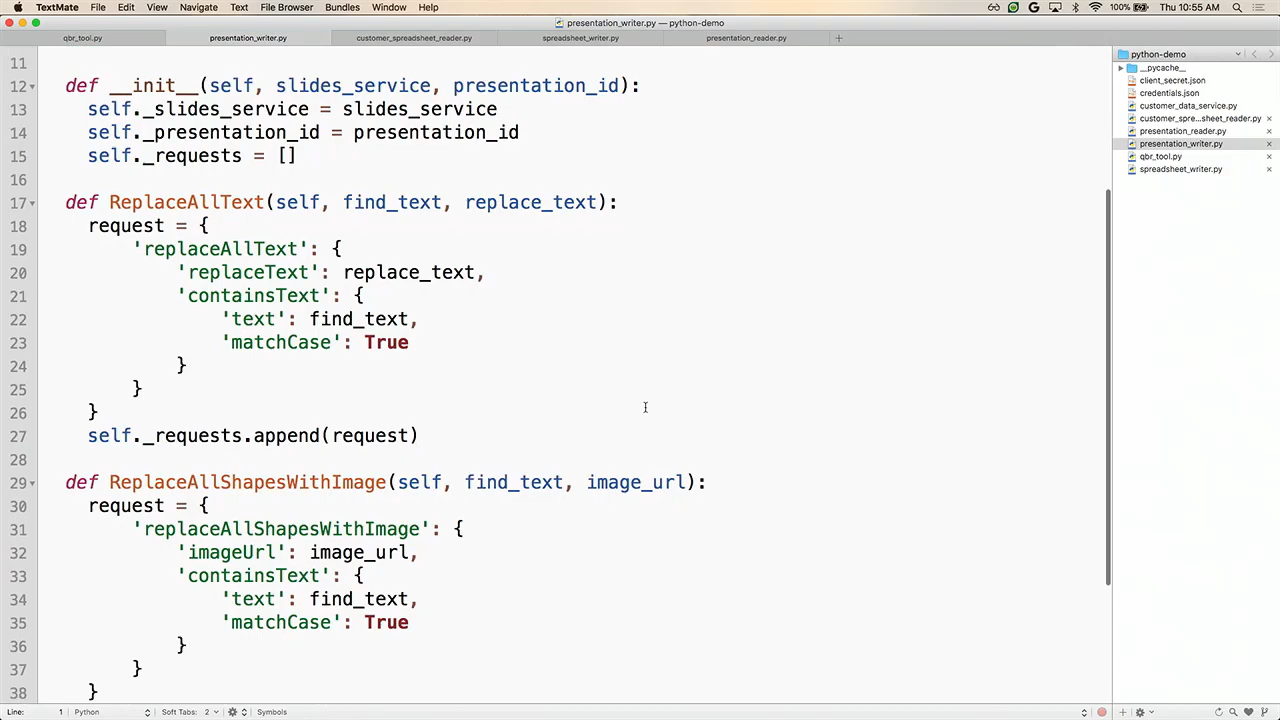 TextMate File Edit View Navigate Text File Browser Bundles Window Help 100% Thu 10:55 AM
presentation_writer.py — python-demo
qbr_tool.py presentation_writer.py customer_spreadsheet_reader.py spreadsheet_writer.py presentation_reader.py
11
12 def __init__(self, slides_service, presentation_id):
13 self._slides_service = slides_service
14 self._presentation_id = presentation_id
15 self._requests = []
16
17 def ReplaceAllText(self, find_text, replace_text):
18 request = {
19 'replaceAllText': {
20 'replaceText': replace_text,
21 'containsText': {
22 'text': find_text,
23 'matchCase': True
24 }
25 }
26 }
27 self._requests.append(request)
28
29 def ReplaceAllShapesWithImage(self, find_text, image_url):
30 request = {
31 'replaceAllShapesWithImage': {
32 'imageUrl': image_url,
33 'containsText': {
34 'text': find_text,
35 'matchCase': True
36 }
37 }
38 }
python-demo
__pycache__
client_secret.json
credentials.json
customer_data_service.py
customer_spre...sheet_reader.py
presentation_reader.py
presentation_writer.py
qbr_tool.py
spreadsheet_writer.py
Line: 1 Python Soft Tabs: 2 Symbols